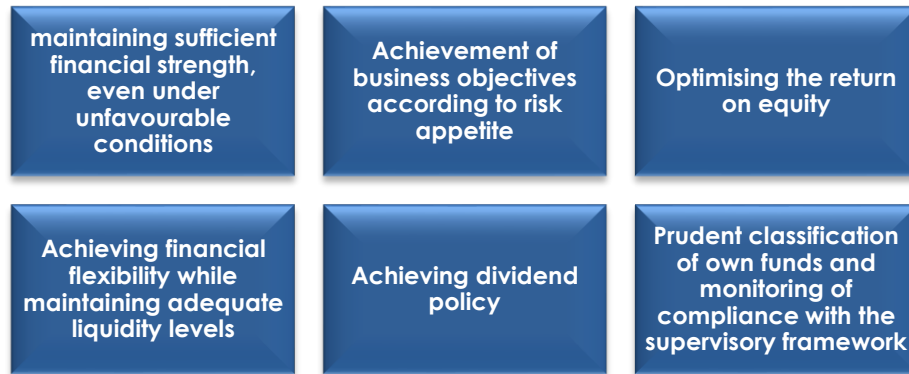 maintaining sufficient
financial strength,
even under
unfavourable
conditions
Achievement of
business objectives
according to risk
appetite
Optimising the return
on equity
Achieving financial
flexibility while
maintaining adequate
liquidity levels
Achieving dividend
policy
Prudent classification
of own funds and
monitoring of
compliance with the
supervisory framework